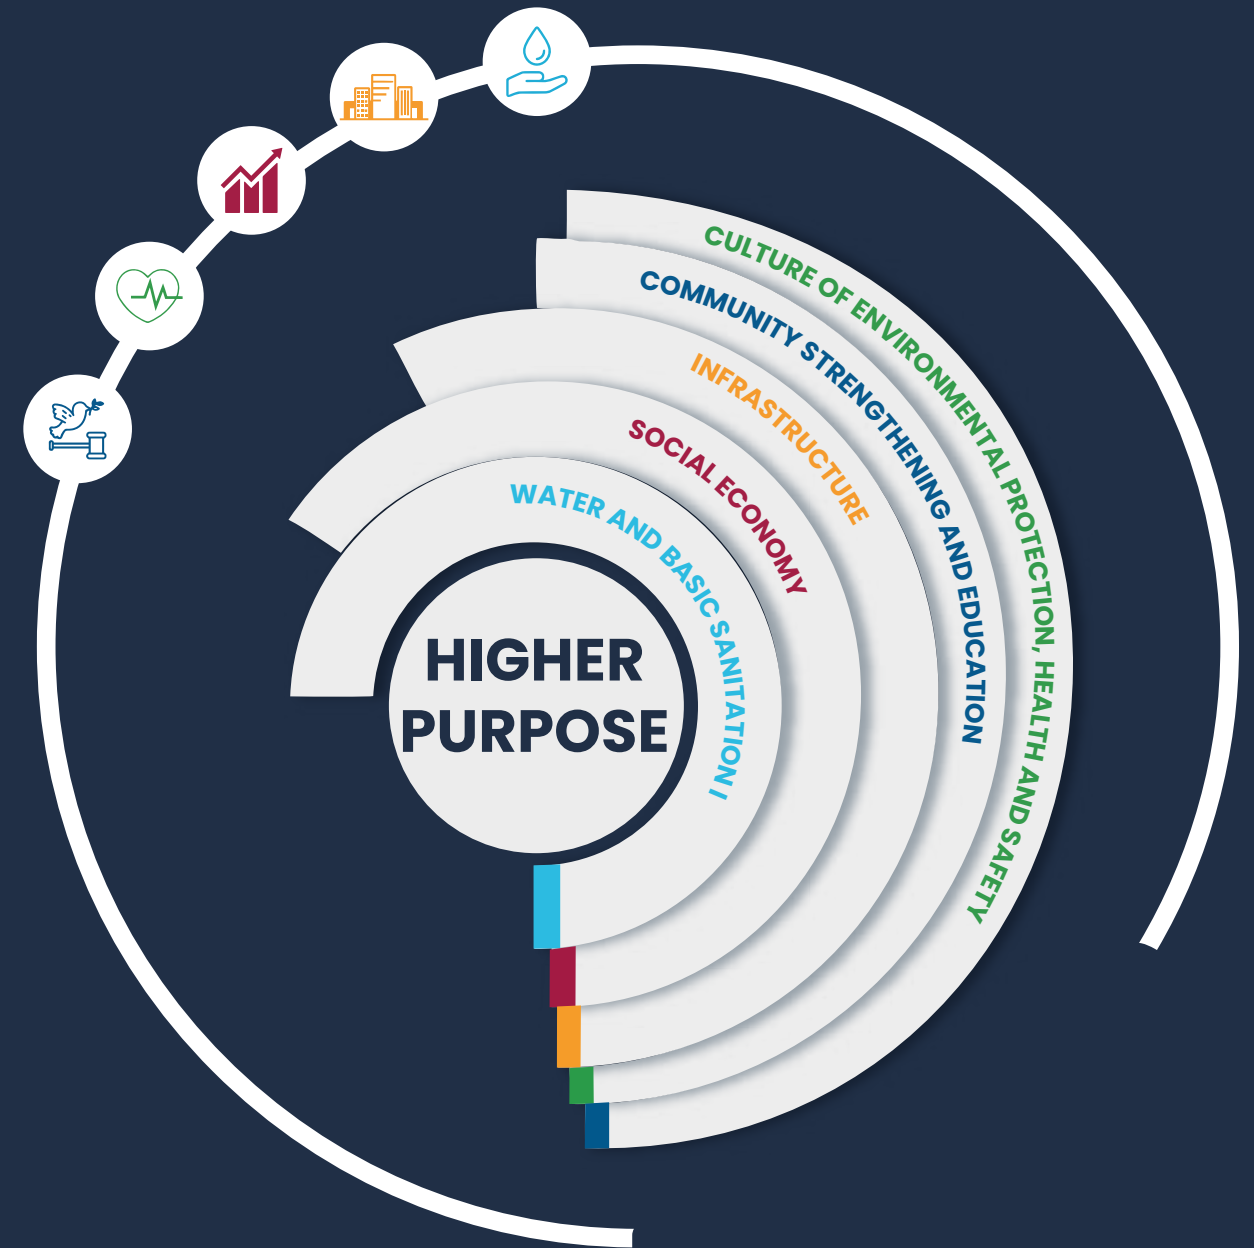 CULTURE OF ENVIRONMENTAL PROTECTION, HEALTH AND SAFETY
COMMUNITY STRENGTHENING AND EDUCATION
INFRASTRUCTURE
SOCIAL ECONOMY
WATER AND BASIC SANITATION I
HIGHER
PURPOSE